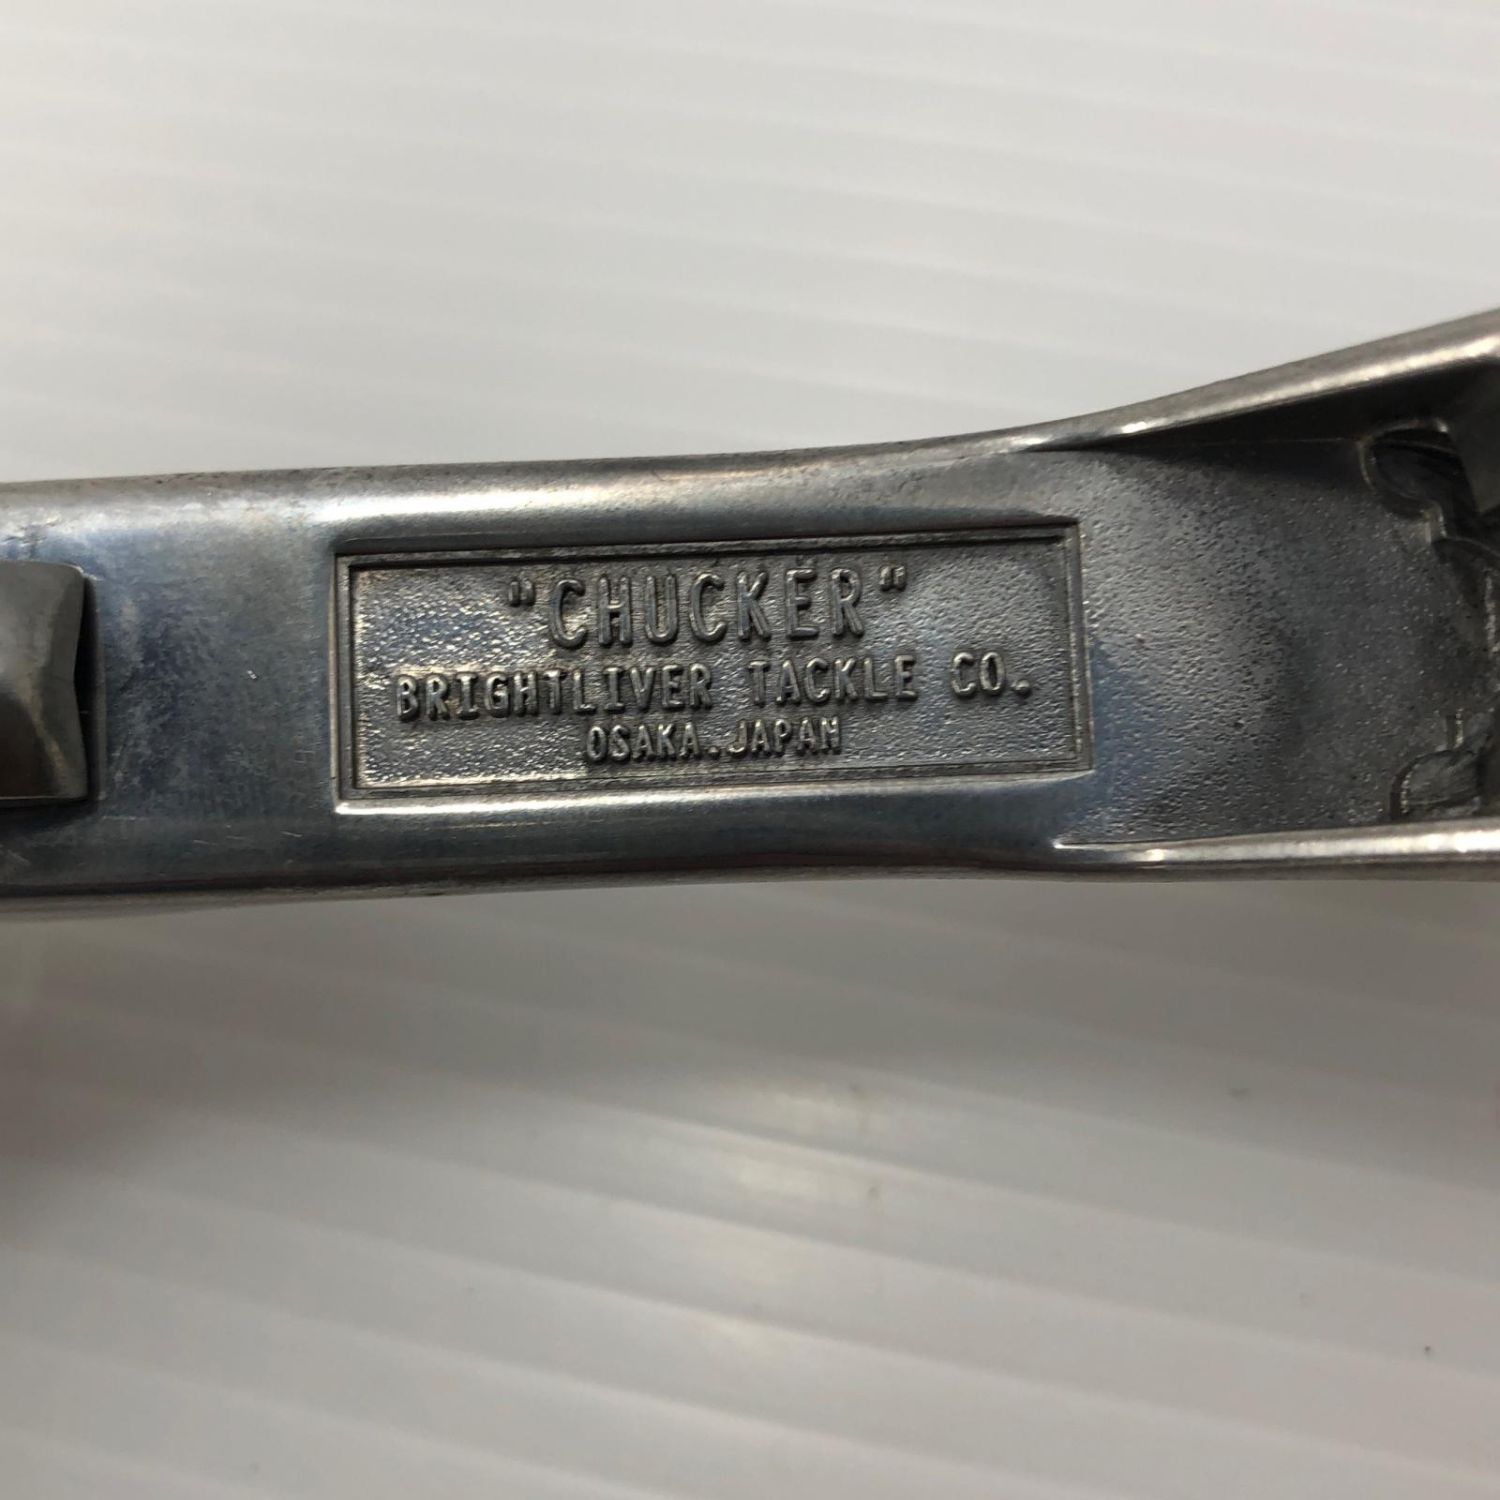 "CHUCKER"
BRIGHTLIVER TACKLE CO.
OSAKA.JAPAN